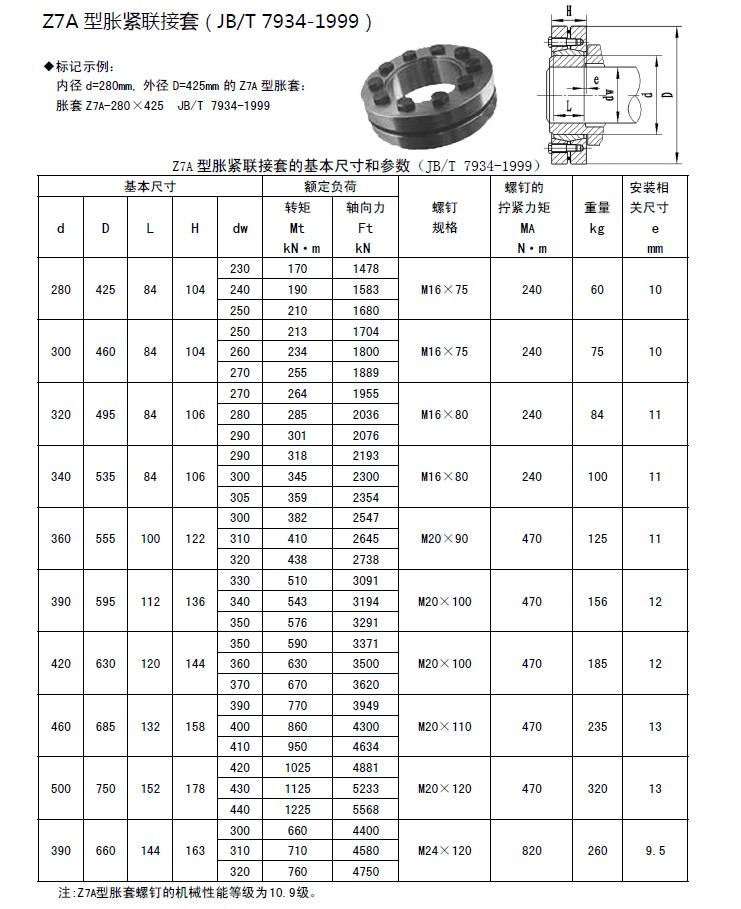 Z7A 型胀紧联接套（JB/T 7934-1999）
◆标记示例：
内径 d=280mm, 外径 D=425mm 的 Z7A 型胀套：
胀套 Z7A-280×425 JB/T 7934-1999
H
e
L
dw
d
D
Z7A 型胀紧联接套的基本尺寸和参数（JB/T 7934-1999）
基本尺寸 额定负荷 螺钉规格 螺钉的拧紧力矩 MA N·m 重量 kg 安装相关尺寸 e mm
d D L H dw 转矩 Mt kN·m 轴向力 Ft kN
280 425 84 104 230 170 1478 M16×75 240 60 10
240 190 1583
250 210 1680
300 460 84 104 250 213 1704 M16×75 240 75 10
260 234 1800
270 255 1889
320 495 84 106 270 264 1955 M16×80 240 84 11
280 285 2036
290 301 2076
340 535 84 106 290 318 2193 M16×80 240 100 11
300 345 2300
305 359 2354
360 555 100 122 300 382 2547 M20×90 470 125 11
310 410 2645
320 438 2738
390 595 112 136 330 510 3091 M20×100 470 156 12
340 543 3194
350 576 3291
420 630 120 144 350 590 3371 M20×100 470 185 12
360 630 3500
370 670 3620
460 685 132 158 390 770 3949 M20×110 470 235 13
400 860 4300
410 950 4634
500 750 152 178 420 1025 4881 M20×120 470 320 13
430 1125 5233
440 1225 5568
390 660 144 163 300 660 4400 M24×120 820 260 9.5
310 710 4580
320 760 4750
注:Z7A型胀套螺钉的机械性能等级为10.9级。